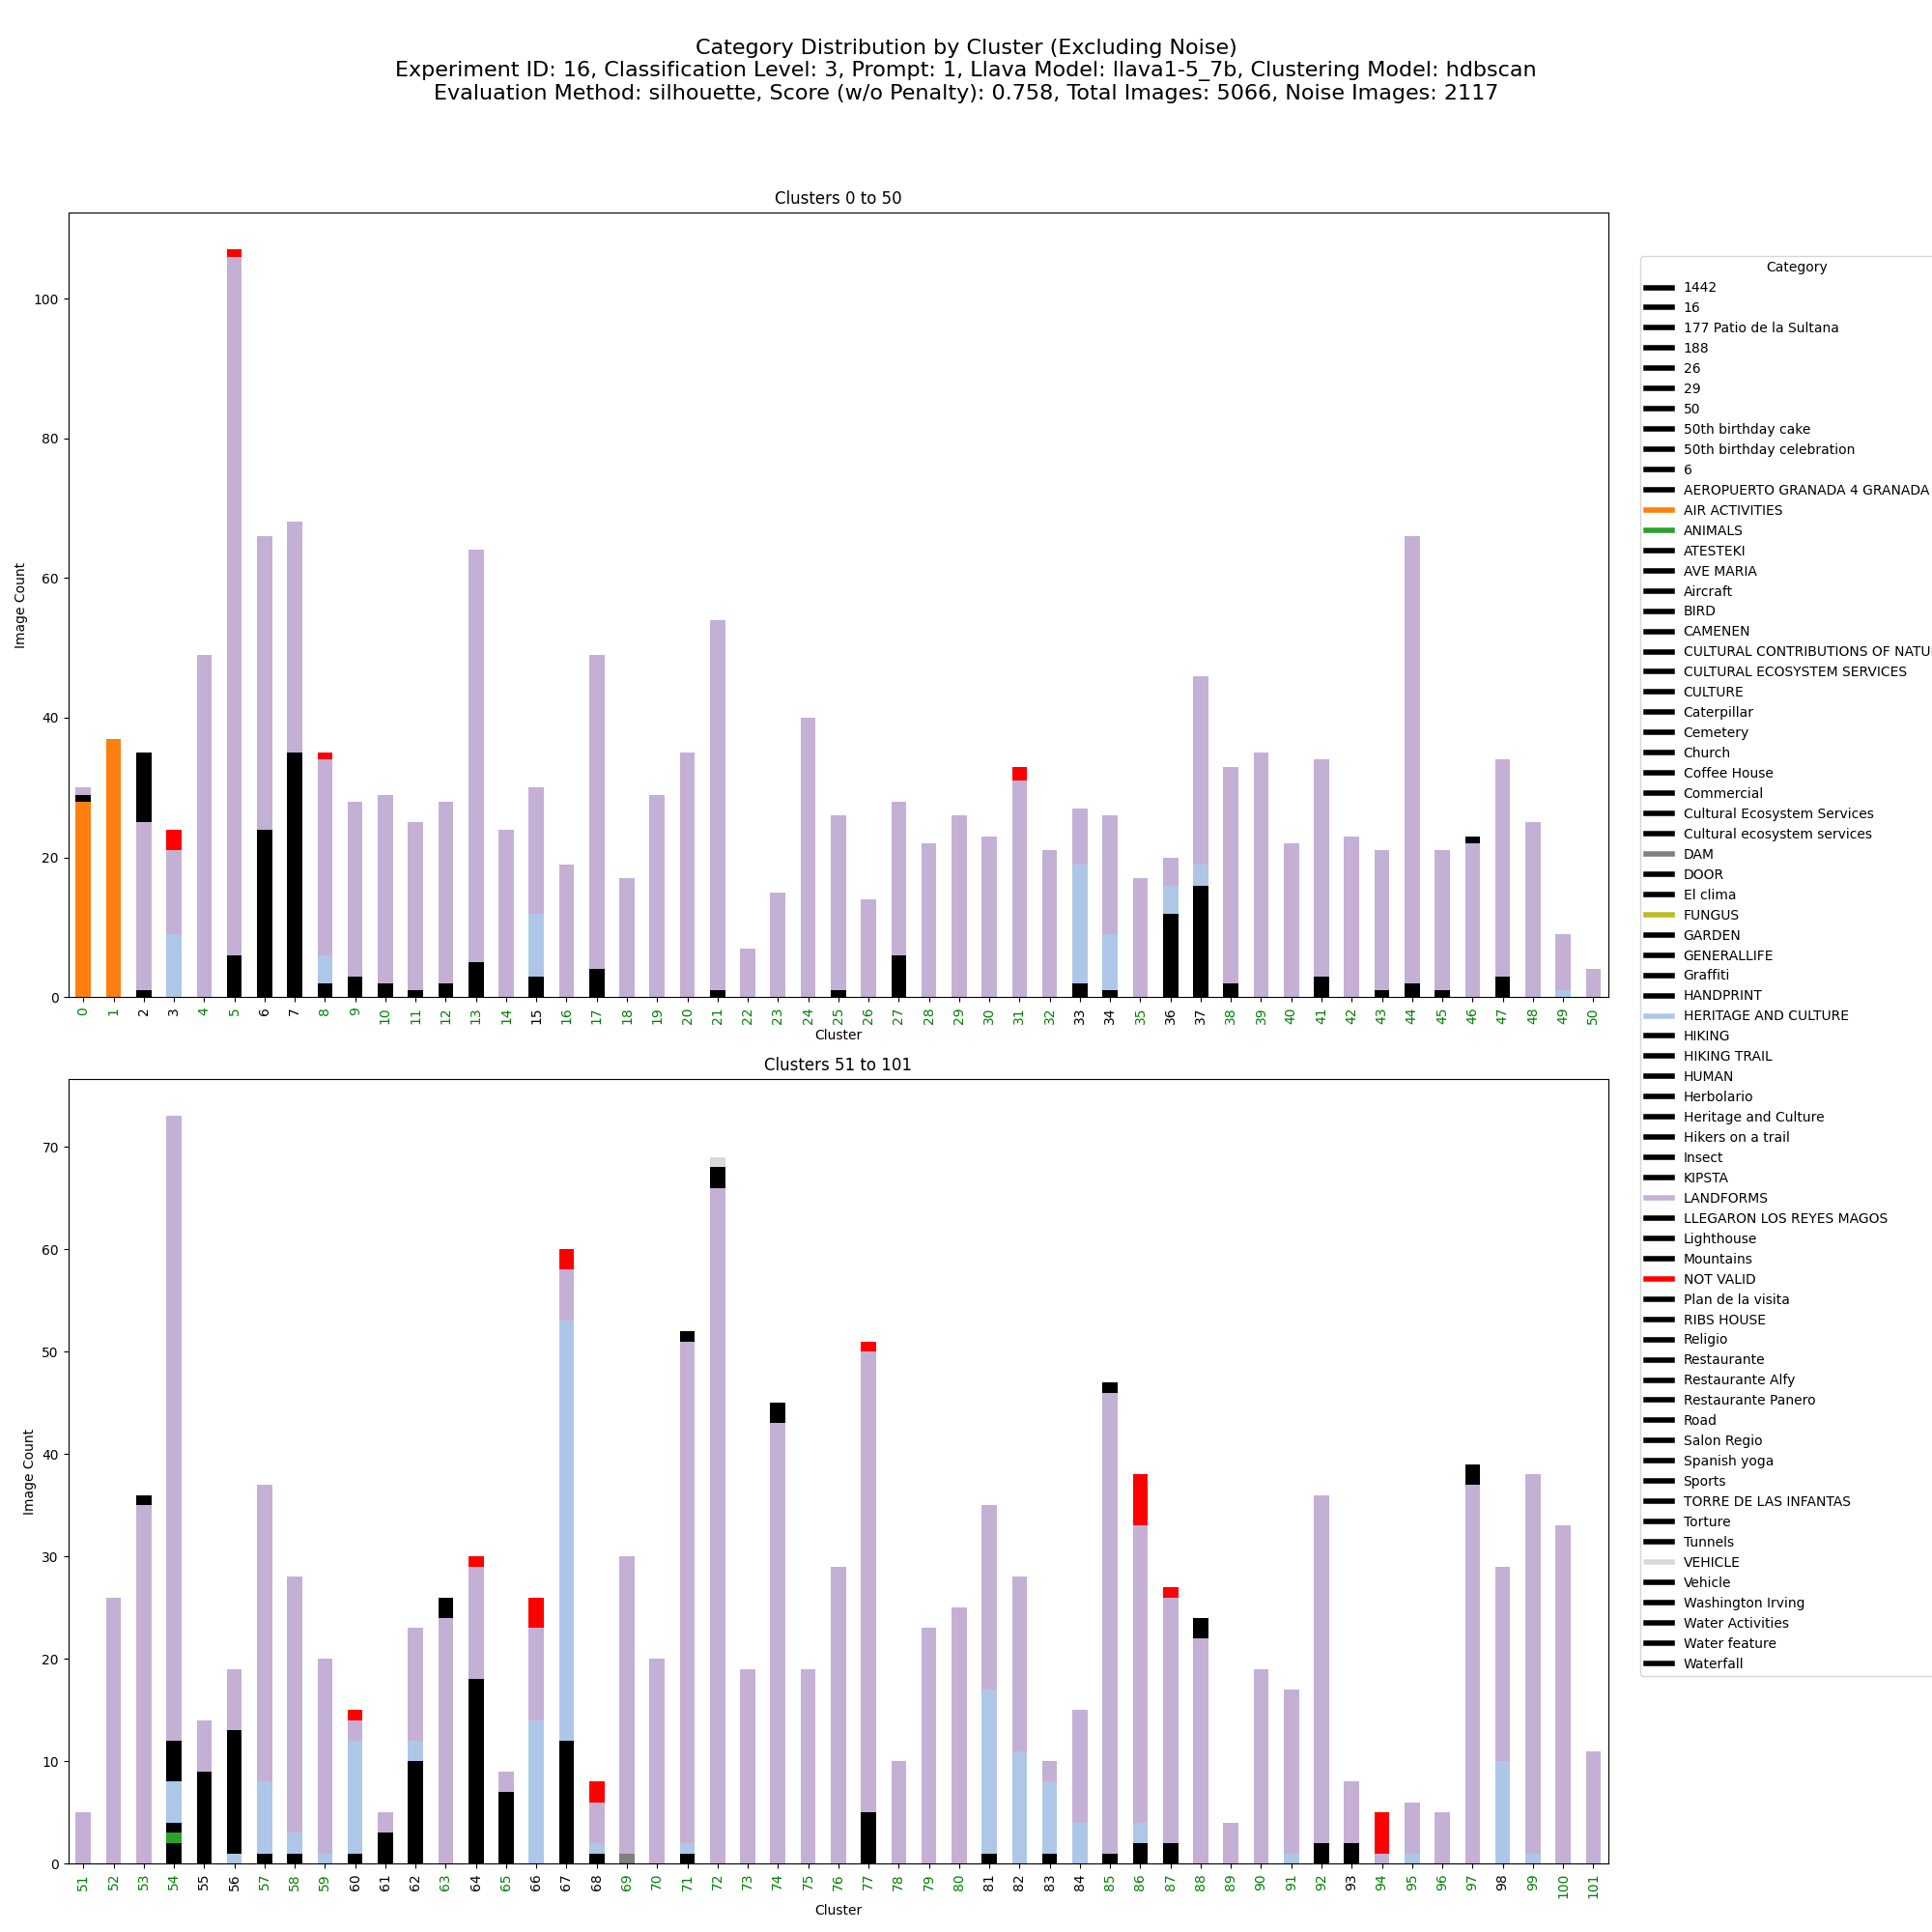 Category Distribution by Cluster (Excluding Noise)
Experiment ID: 16, Classification Level: 3, Prompt: 1, Llava Model: llava1-5_7b, Clustering Model: hdbscan
Evaluation Method: silhouette, Score (w/o Penalty): 0.758, Total Images: 5066, Noise Images: 2117
Clusters 0 to 50
Image Count
100
80
60
40
20
0
0 1 2 3 4 5 6 7 8 9 10 11 12 13 14 15 16 17 18 19 20 21 22 23 24 25 26 27 28 29 30 31 32 33 34 35 36 37 38 39 40 41 42 43 44 45 46 47 48 49 50
Cluster
Clusters 51 to 101
Image Count
70
60
50
40
30
20
10
0
51 52 53 54 55 56 57 58 59 60 61 62 63 64 65 66 67 68 69 70 71 72 73 74 75 76 77 78 79 80 81 82 83 84 85 86 87 88 89 90 91 92 93 94 95 96 97 98 99 100 101
Cluster
Category
1442
16
177 Patio de la Sultana
188
26
29
50
50th birthday cake
50th birthday celebration
6
AEROPUERTO GRANADA 4 GRANADA
AIR ACTIVITIES
ANIMALS
ATESTEKI
AVE MARIA
Aircraft
BIRD
CAMENEN
CULTURAL CONTRIBUTIONS OF NATU
CULTURAL ECOSYSTEM SERVICES
CULTURE
Caterpillar
Cemetery
Church
Coffee House
Commercial
Cultural Ecosystem Services
Cultural ecosystem services
DAM
DOOR
El clima
FUNGUS
GARDEN
GENERALLIFE
Graffiti
HANDPRINT
HERITAGE AND CULTURE
HIKING
HIKING TRAIL
HUMAN
Herbolario
Heritage and Culture
Hikers on a trail
Insect
KIPSTA
LANDFORMS
LLEGARON LOS REYES MAGOS
Lighthouse
Mountains
NOT VALID
Plan de la visita
RIBS HOUSE
Religio
Restaurante
Restaurante Alfy
Restaurante Panero
Road
Salon Regio
Spanish yoga
Sports
TORRE DE LAS INFANTAS
Torture
Tunnels
VEHICLE
Vehicle
Washington Irving
Water Activities
Water feature
Waterfall